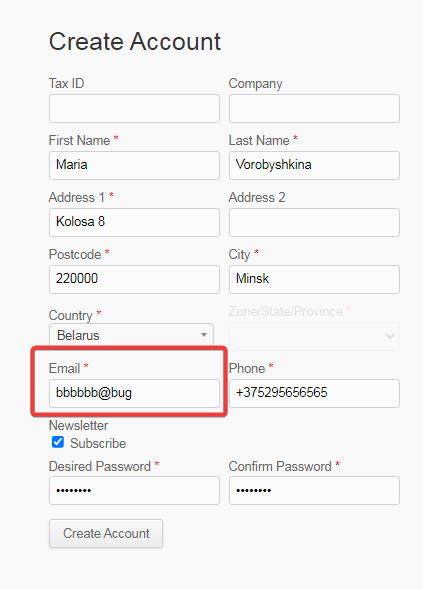 Create Account
Tax ID Company
First Name * Last Name *
Maria Vorobyshkina
Address 1 * Address 2
Kolosa 8
Postcode * City *
220000 Minsk
Country * Zone/State/Province *
Belarus
Email * Phone *
bbbbbb@bug +375295656565
Newsletter
Subscribe
Desired Password * Confirm Password *
•••••••• ••••••••
Create Account